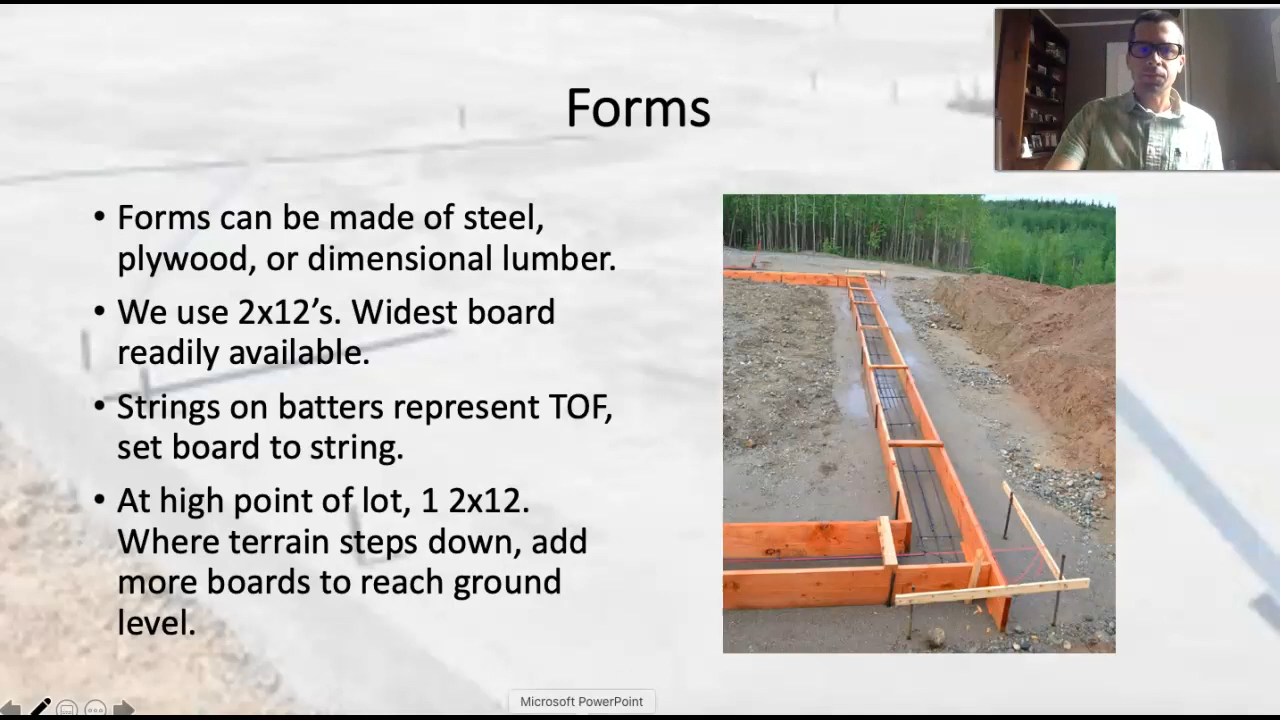 Forms
• Forms can be made of steel,
plywood, or dimensional lumber.
• We use 2x12’s. Widest board
readily available.
• Strings on batters represent TOF,
set board to string.
• At high point of lot, 1 2x12.
Where terrain steps down, add
more boards to reach ground
level.
Microsoft PowerPoint